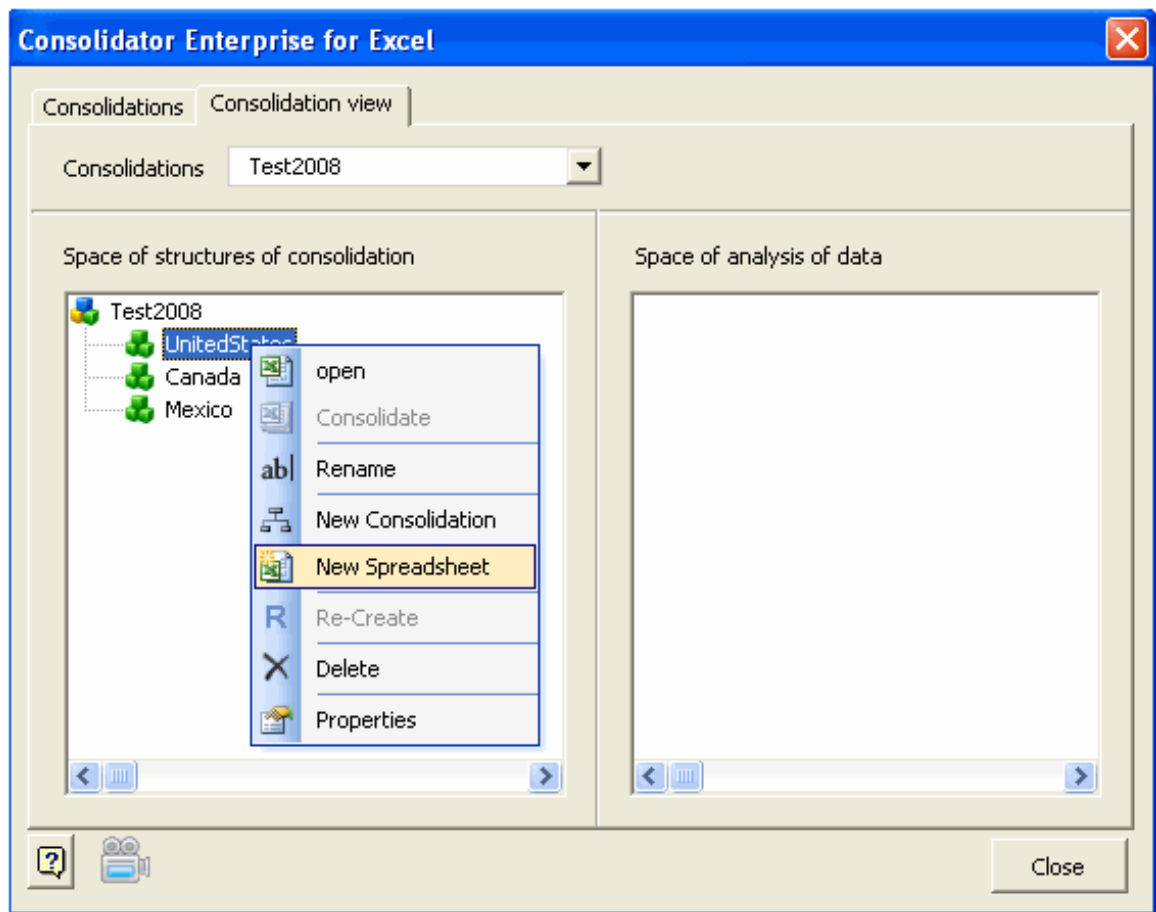 Consolidator Enterprise for Excel
Consolidations Consolidation view
Consolidations Test2008
Space of structures of consolidation
Test2008
UnitedStates
Canada
Mexico
open
Consolidate
ab Rename
New Consolidation
New Spreadsheet
R Re-Create
Delete
Properties
Space of analysis of data
?
Close